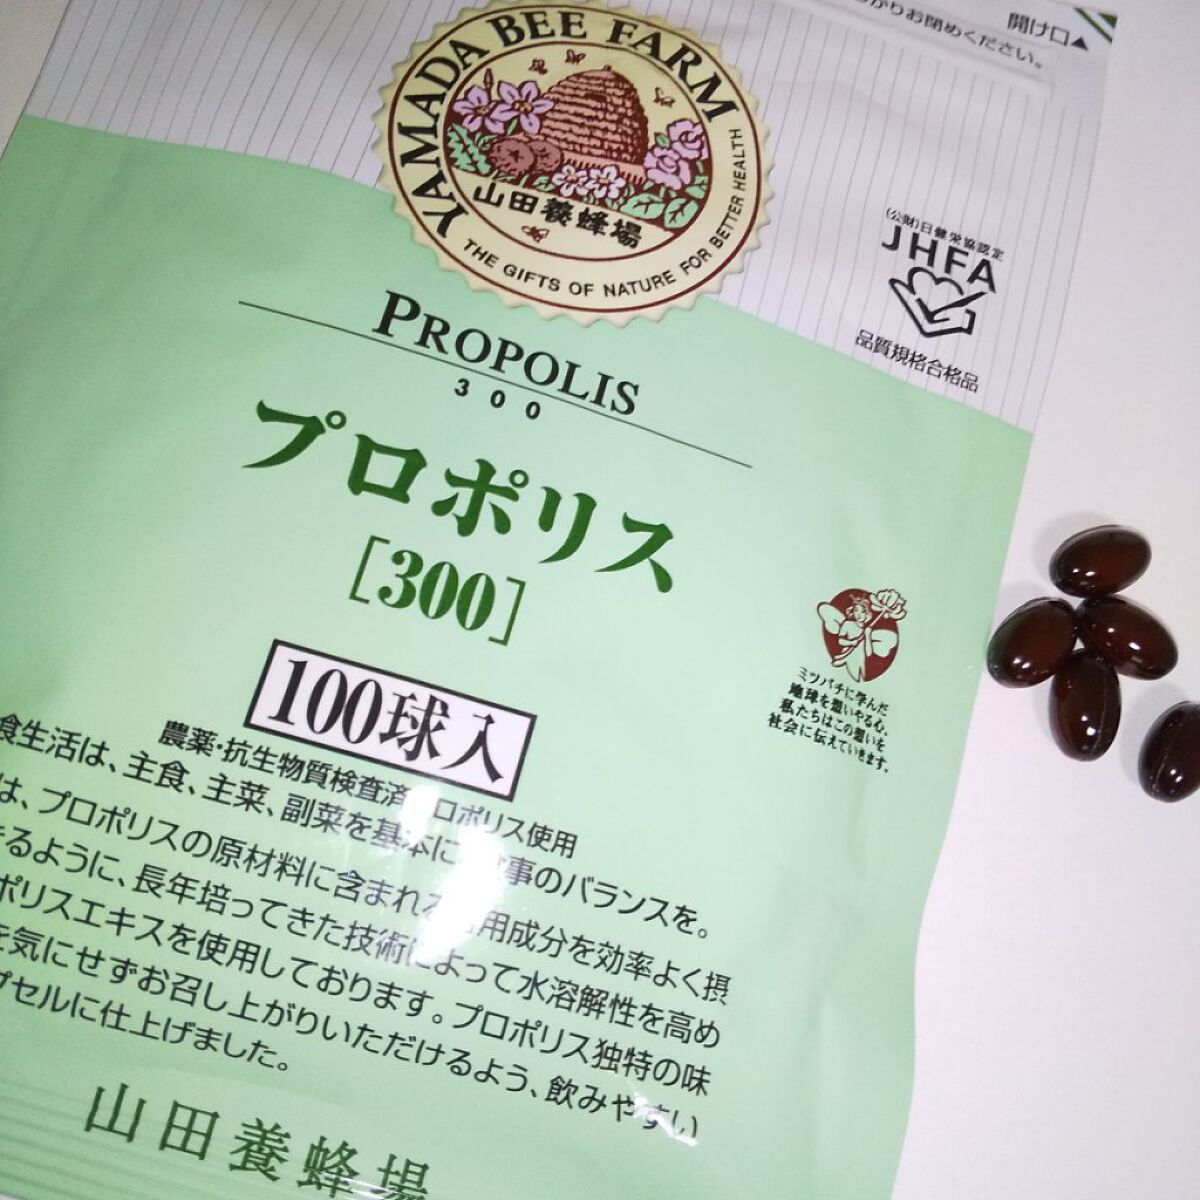 開け口▲
かりお閉めください。
YAMADA BEE FARM
山田養蜂場
THE GIFTS OF NATURE FOR BETTER HEALTH
(公財)日健栄協認定
JHFA
品質規格合格品
PROPOLIS
300
プロポリス
[300]
100球入
ミツバチに学んだ
地球を想いやる心。
私たちはこの想いを
社会に伝えていきます。
農薬・抗生物質検査済 ロポリス使用
食生活は、主食、主菜、副菜を基本に 事のバランスを。
は、プロポリスの原材料に含まれ 用成分を効率よく摂
るように、長年培ってきた技術によって水溶解性を高め
ポリスエキスを使用しております。プロポリス独特の味
を気にせずお召し上がりいただけるよう、飲みやすい
プセルに仕上げました。
山田養蜂場